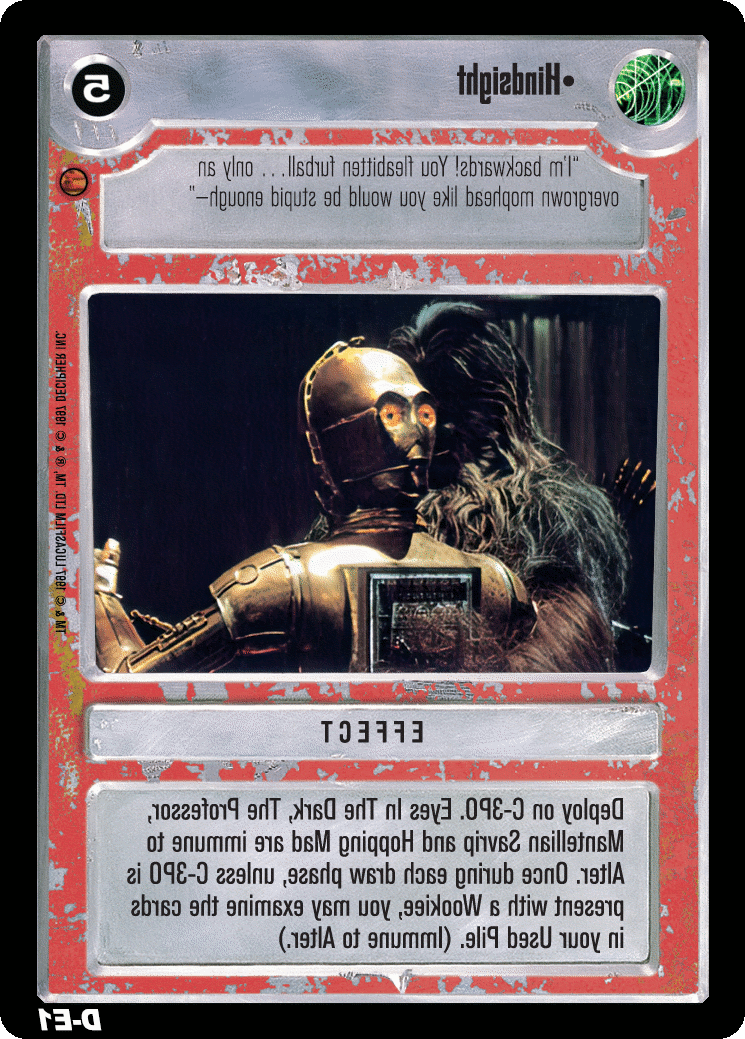 •Hindsight
5
"I'm backwards! You fleabitten furball. . . only an
overgrown mophead like you would be stupid enough–"
TM & © 1997 LUCASFILM LTD. TM, ® & © 1997 DECIPHER INC.
EFFECT
Deploy on C-3PO. Eyes In The Dark, The Professor,
Mantellian Savrip and Hopping Mad are immune to
Alter. Once during each draw phase, unless C-3PO is
present with a Wookiee, you may examine the cards
in your Used Pile. (Immune to Alter.)
D-E1